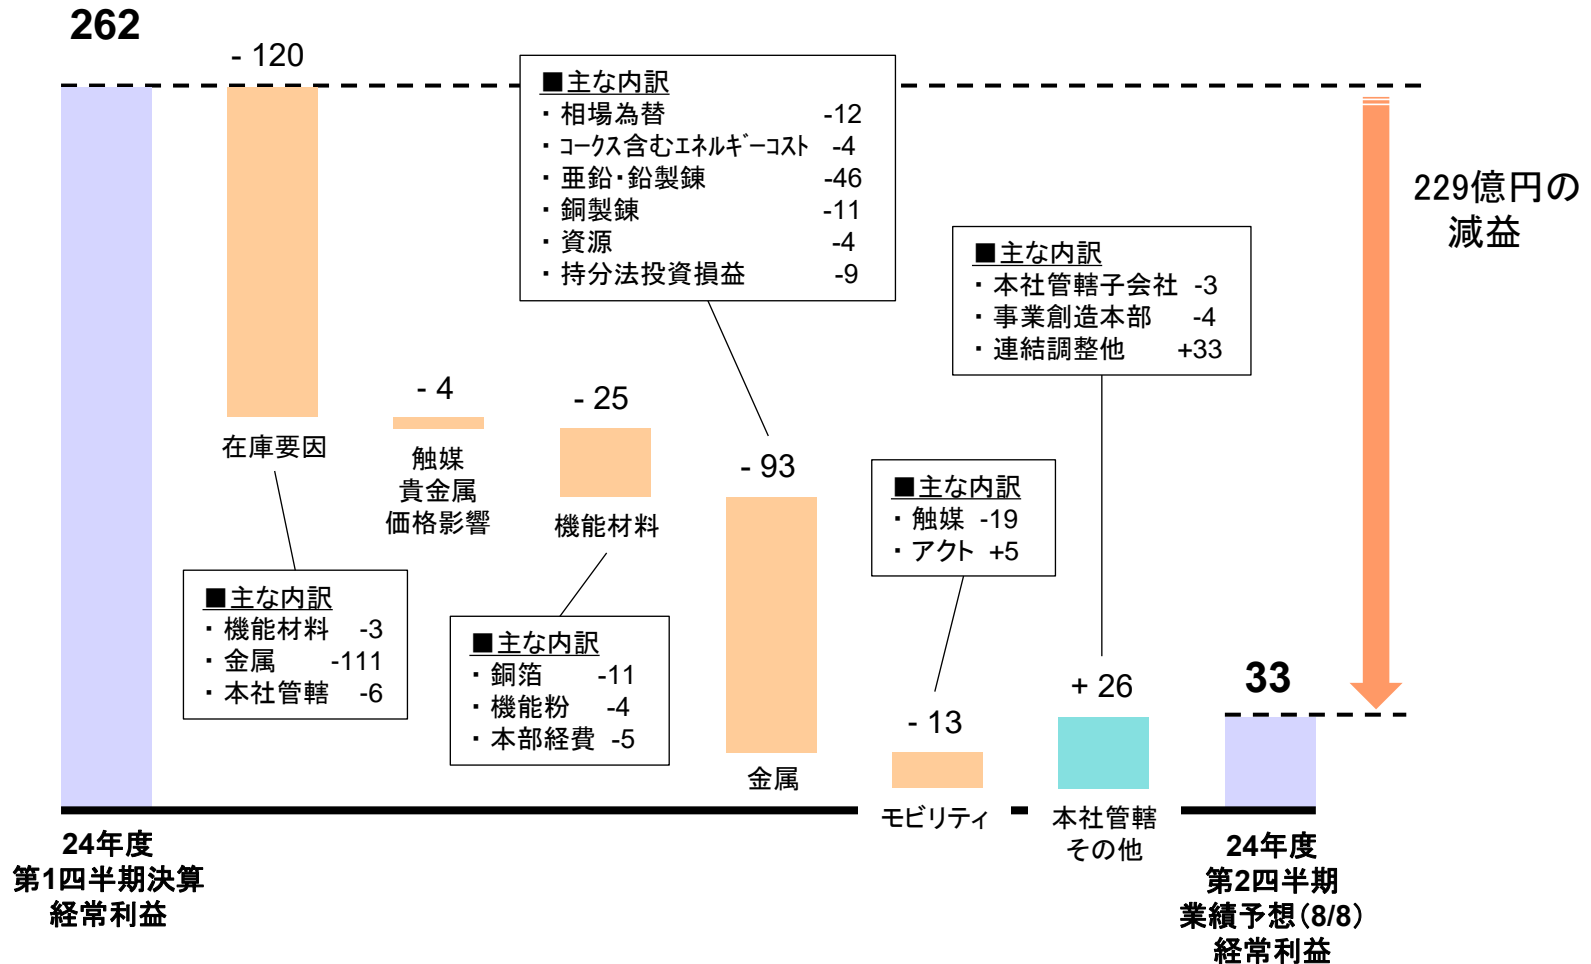 262
- 120
■主な内訳
・ 相場為替 -12
・ コークス含むエネルギーコスト -4
・ 亜鉛・鉛製錬 -46
・ 銅製錬 -11
・ 資源 -4
・ 持分法投資損益 -9
229億円の
減益
■主な内訳
・ 本社管轄子会社 -3
・ 事業創造本部 -4
・ 連結調整他 +33
- 4
- 25
在庫要因
触媒
貴金属
価格影響
機能材料
- 93
■主な内訳
・ 触媒 -19
・ アクト +5
■主な内訳
・ 機能材料 -3
・ 金属 -111
・ 本社管轄 -6
■主な内訳
・ 銅箔 -11
・ 機能粉 -4
・ 本部経費 -5
- 13
+ 26
33
金属
モビリティ
本社管轄
その他
24年度
第1四半期決算
経常利益
24年度
第2四半期
業績予想（8/8）
経常利益